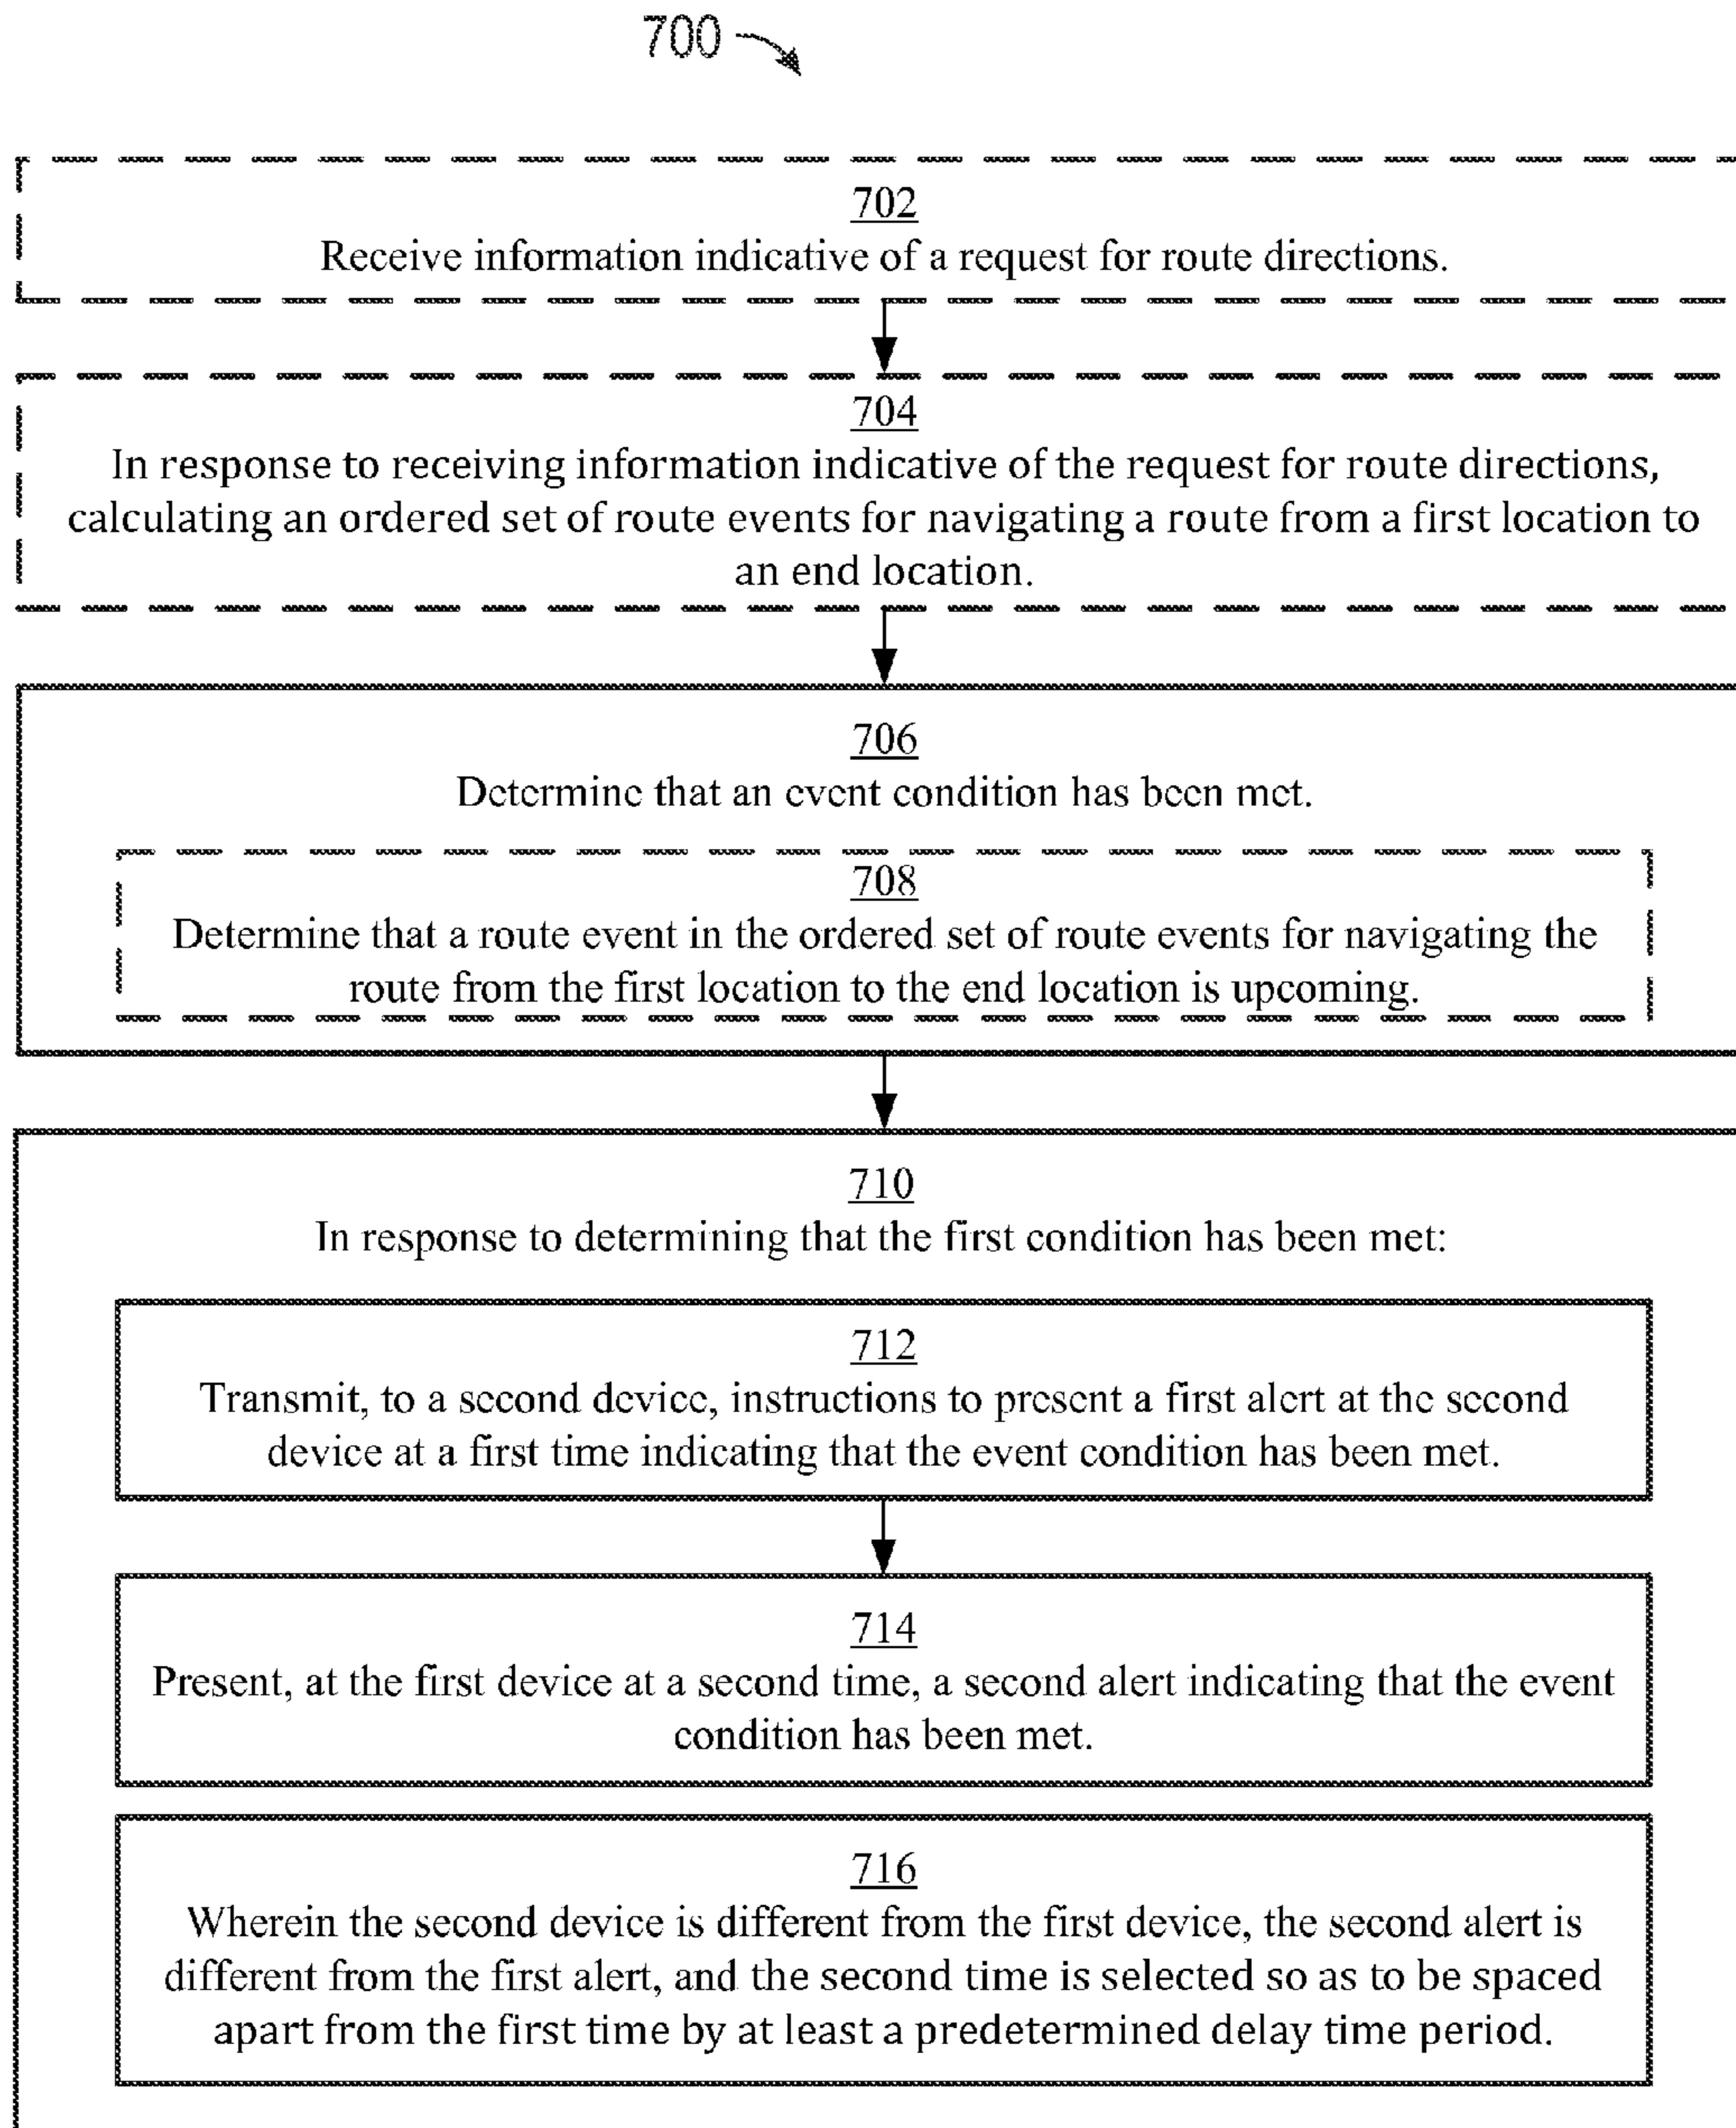 700
702
Receive information indicative of a request for route directions.
704
In response to receiving information indicative of the request for route directions,
calculating an ordered set of route events for navigating a route from a first location to
an end location.
706
Determine that an event condition has been met.
708
Determine that a route event in the ordered set of route events for navigating the
route from the first location to the end location is upcoming.
710
In response to determining that the first condition has been met:
712
Transmit, to a second device, instructions to present a first alert at the second
device at a first time indicating that the event condition has been met.
714
Present, at the first device at a second time, a second alert indicating that the event
condition has been met.
716
Wherein the second device is different from the first device, the second alert is
different from the first alert, and the second time is selected so as to be spaced
apart from the first time by at least a predetermined delay time period.